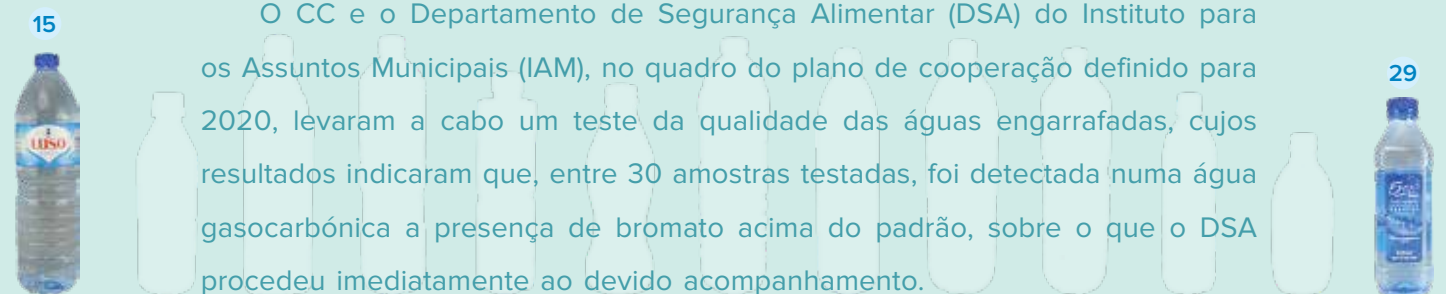 15
O CC e o Departamento de Segurança Alimentar (DSA) do Instituto para
os Assuntos Municipais (IAM), no quadro do plano de cooperação definido para
2020, levaram a cabo um teste da qualidade das águas engarrafadas, cujos
resultados indicaram que, entre 30 amostras testadas, foi detectada numa água
gasocarbónica a presença de bromato acima do padrão, sobre o que o DSA
procedeu imediatamente ao devido acompanhamento.
LUSO
29